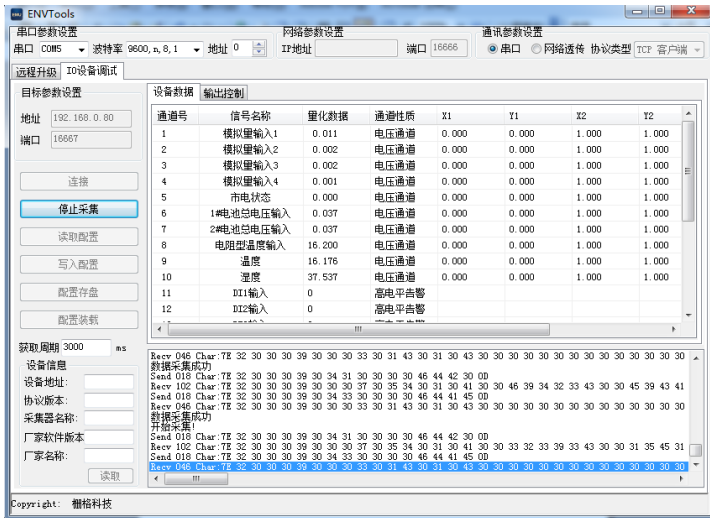 ENVTools
串口参数设置 网络参数设置 通讯参数设置
串口 COM5 波特率 9600,n,8,1 地址 0 IP地址 端口 16666 串口 网络透传 协议类型 TCP 客户端
远程升级 IO设备调试
目标参数设置 设备数据 输出控制
地址 192.168.0.80
端口 16667
连接
停止采集
读取配置
写入配置
配置存盘
配置装载
获取周期 3000 ms
设备信息
设备地址:
协议版本:
采集器名称:
厂家软件版本
厂家名称:
读取
通道号 信号名称 量化数据 通道性质 X1 Y1 X2 Y2
1 模拟里输入1 0.011 电压通道 0.000 0.000 1.000 1.000
2 模拟里输入2 0.002 电压通道 0.000 0.000 1.000 1.000
3 模拟里输入3 0.002 电压通道 0.000 0.000 1.000 1.000
4 模拟里输入4 0.001 电压通道 0.000 0.000 1.000 1.000
5 市电状态 0.000 电压通道 0.000 0.000 1.000 1.000
6 1#电池总电压输入 0.037 电压通道 0.000 0.000 1.000 1.000
7 2#电池总电压输入 0.037 电压通道 0.000 0.000 1.000 1.000
8 电阻型温度输入 16.200 电压通道 0.000 0.000 1.000 1.000
9 温度 16.176 电压通道 0.000 0.000 1.000 1.000
10 湿度 37.537 电压通道 0.000 0.000 1.000 1.000
11 DI1输入 0 高电平告警
12 DI2输入 0 高电平告警
Recv 046 Char:7E 32 30 30 30 39 30 30 30 33 30 31 43 30 31 30 43 30 30 30 30 30 30 30 30 30 30 30
数据采集成功
Send 018 Char:7E 32 30 30 30 39 30 34 31 30 30 30 30 46 44 42 30 0D
Recv 102 Char:7E 32 30 30 30 39 30 30 30 37 30 35 34 30 31 30 41 30 30 46 39 34 32 33 43 30 30 45 39 43 41
Send 018 Char:7E 32 30 30 30 39 30 34 33 30 30 30 30 46 44 41 45 0D
Recv 046 Char:7E 32 30 30 30 39 30 30 30 33 30 31 43 30 31 30 43 30 30 30 30 30 30 30 30 30 30 30
数据采集成功
开始采集!
Send 018 Char:7E 32 30 30 30 39 30 34 31 30 30 30 30 46 44 42 30 0D
Recv 102 Char:7E 32 30 30 30 39 30 30 30 37 30 35 34 30 31 30 41 30 30 33 32 33 39 33 43 30 30 31 35 45 31
Send 018 Char:7E 32 30 30 30 39 30 34 33 30 30 30 30 46 44 41 45 0D
Recv 046 Char:7E 32 30 30 30 39 30 30 30 33 30 31 43 30 31 30 43 30 30 30 30 30 30 30 30 30 30 30
Copyright: 栅格科技